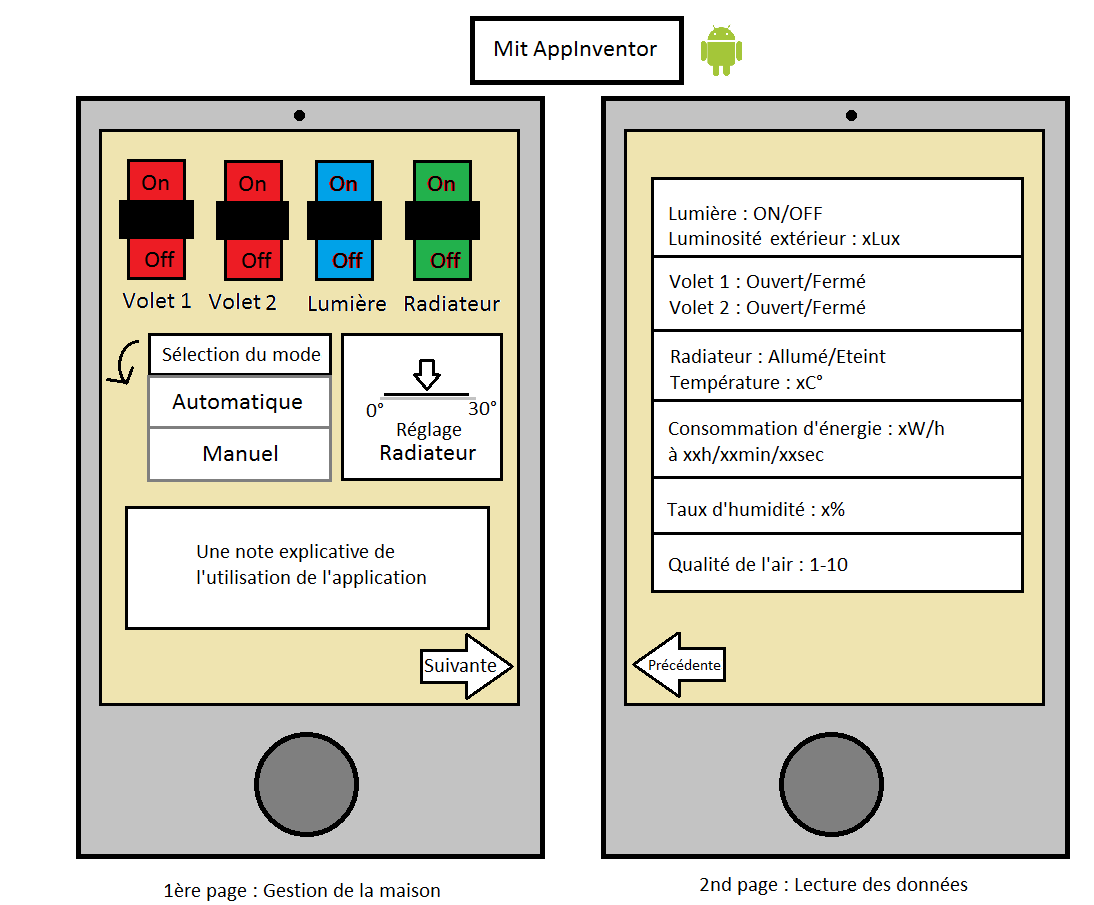 Mit AppInventor
On On On On
Off Off Off Off
Volet 1 Volet 2 Lumière Radiateur
Sélection du mode
Automatique
Manuel
0° 30°
Réglage
Radiateur
Une note explicative de
l'utilisation de l'application
Suivante
1ère page : Gestion de la maison
Lumière : ON/OFF
Luminosité extérieur : xLux
Volet 1 : Ouvert/Fermé
Volet 2 : Ouvert/Fermé
Radiateur : Allumé/Eteint
Température : xC°
Consommation d'énergie : xW/h
à xxh/xxmin/xxsec
Taux d'humidité : x%
Qualité de l'air : 1-10
Précédente
2nd page : Lecture des données